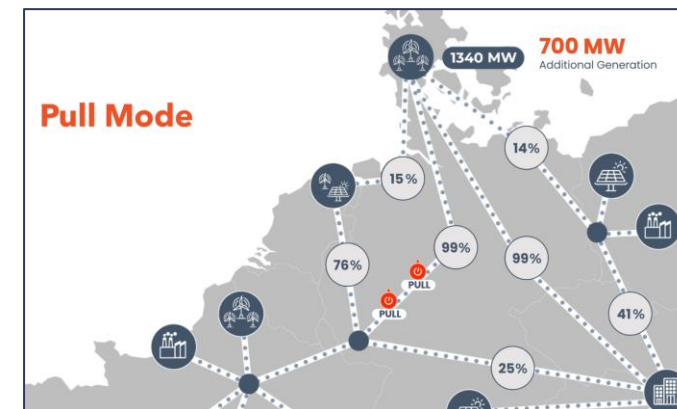 700 MW
1340 MW
Additional Generation
Pull Mode
14%
15%
99%
76%
99%
PULL
PULL
41%
25%